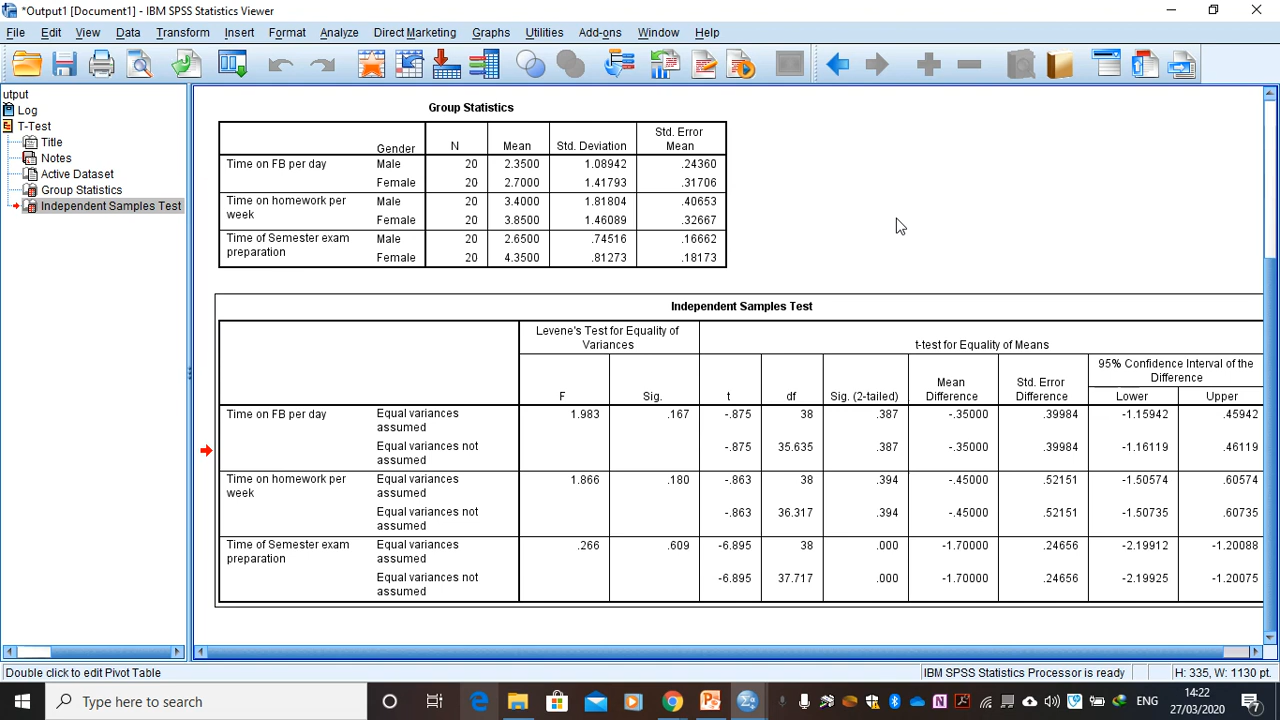 *Output1 [Document1] - IBM SPSS Statistics Viewer
File Edit View Data Transform Insert Format Analyze Direct Marketing Graphs Utilities Add-ons Window Help
utput
Log
T-Test
Title
Notes
Active Dataset
Group Statistics
Independent Samples Test
Group Statistics
Gender N Mean Std. Deviation Std. Error Mean
Time on FB per day Male 20 2.3500 1.08942 .24360
Female 20 2.7000 1.41793 .31706
Time on homework per week Male 20 3.4000 1.81804 .40653
Female 20 3.8500 1.46089 .32667
Time of Semester exam preparation Male 20 2.6500 .74516 .16662
Female 20 4.3500 .81273 .18173
Independent Samples Test
Levene's Test for Equality of Variances t-test for Equality of Means
95% Confidence Interval of the Difference
F Sig. t df Sig. (2-tailed) Mean Difference Std. Error Difference Lower Upper
Time on FB per day Equal variances assumed 1.983 .167 -.875 38 .387 -.35000 .39984 -1.15942 .45942
Equal variances not assumed -.875 35.635 .387 -.35000 .39984 -1.16119 .46119
Time on homework per week Equal variances assumed 1.866 .180 -.863 38 .394 -.45000 .52151 -1.50574 .60574
Equal variances not assumed -.863 36.317 .394 -.45000 .52151 -1.50735 .60735
Time of Semester exam preparation Equal variances assumed .266 .609 -6.895 38 .000 -1.70000 .24656 -2.19912 -1.20088
Equal variances not assumed -6.895 37.717 .000 -1.70000 .24656 -2.19925 -1.20075
Double click to edit Pivot Table IBM SPSS Statistics Processor is ready H: 335, W: 1130 pt.
Type here to search ENG 14:22
27/03/2020